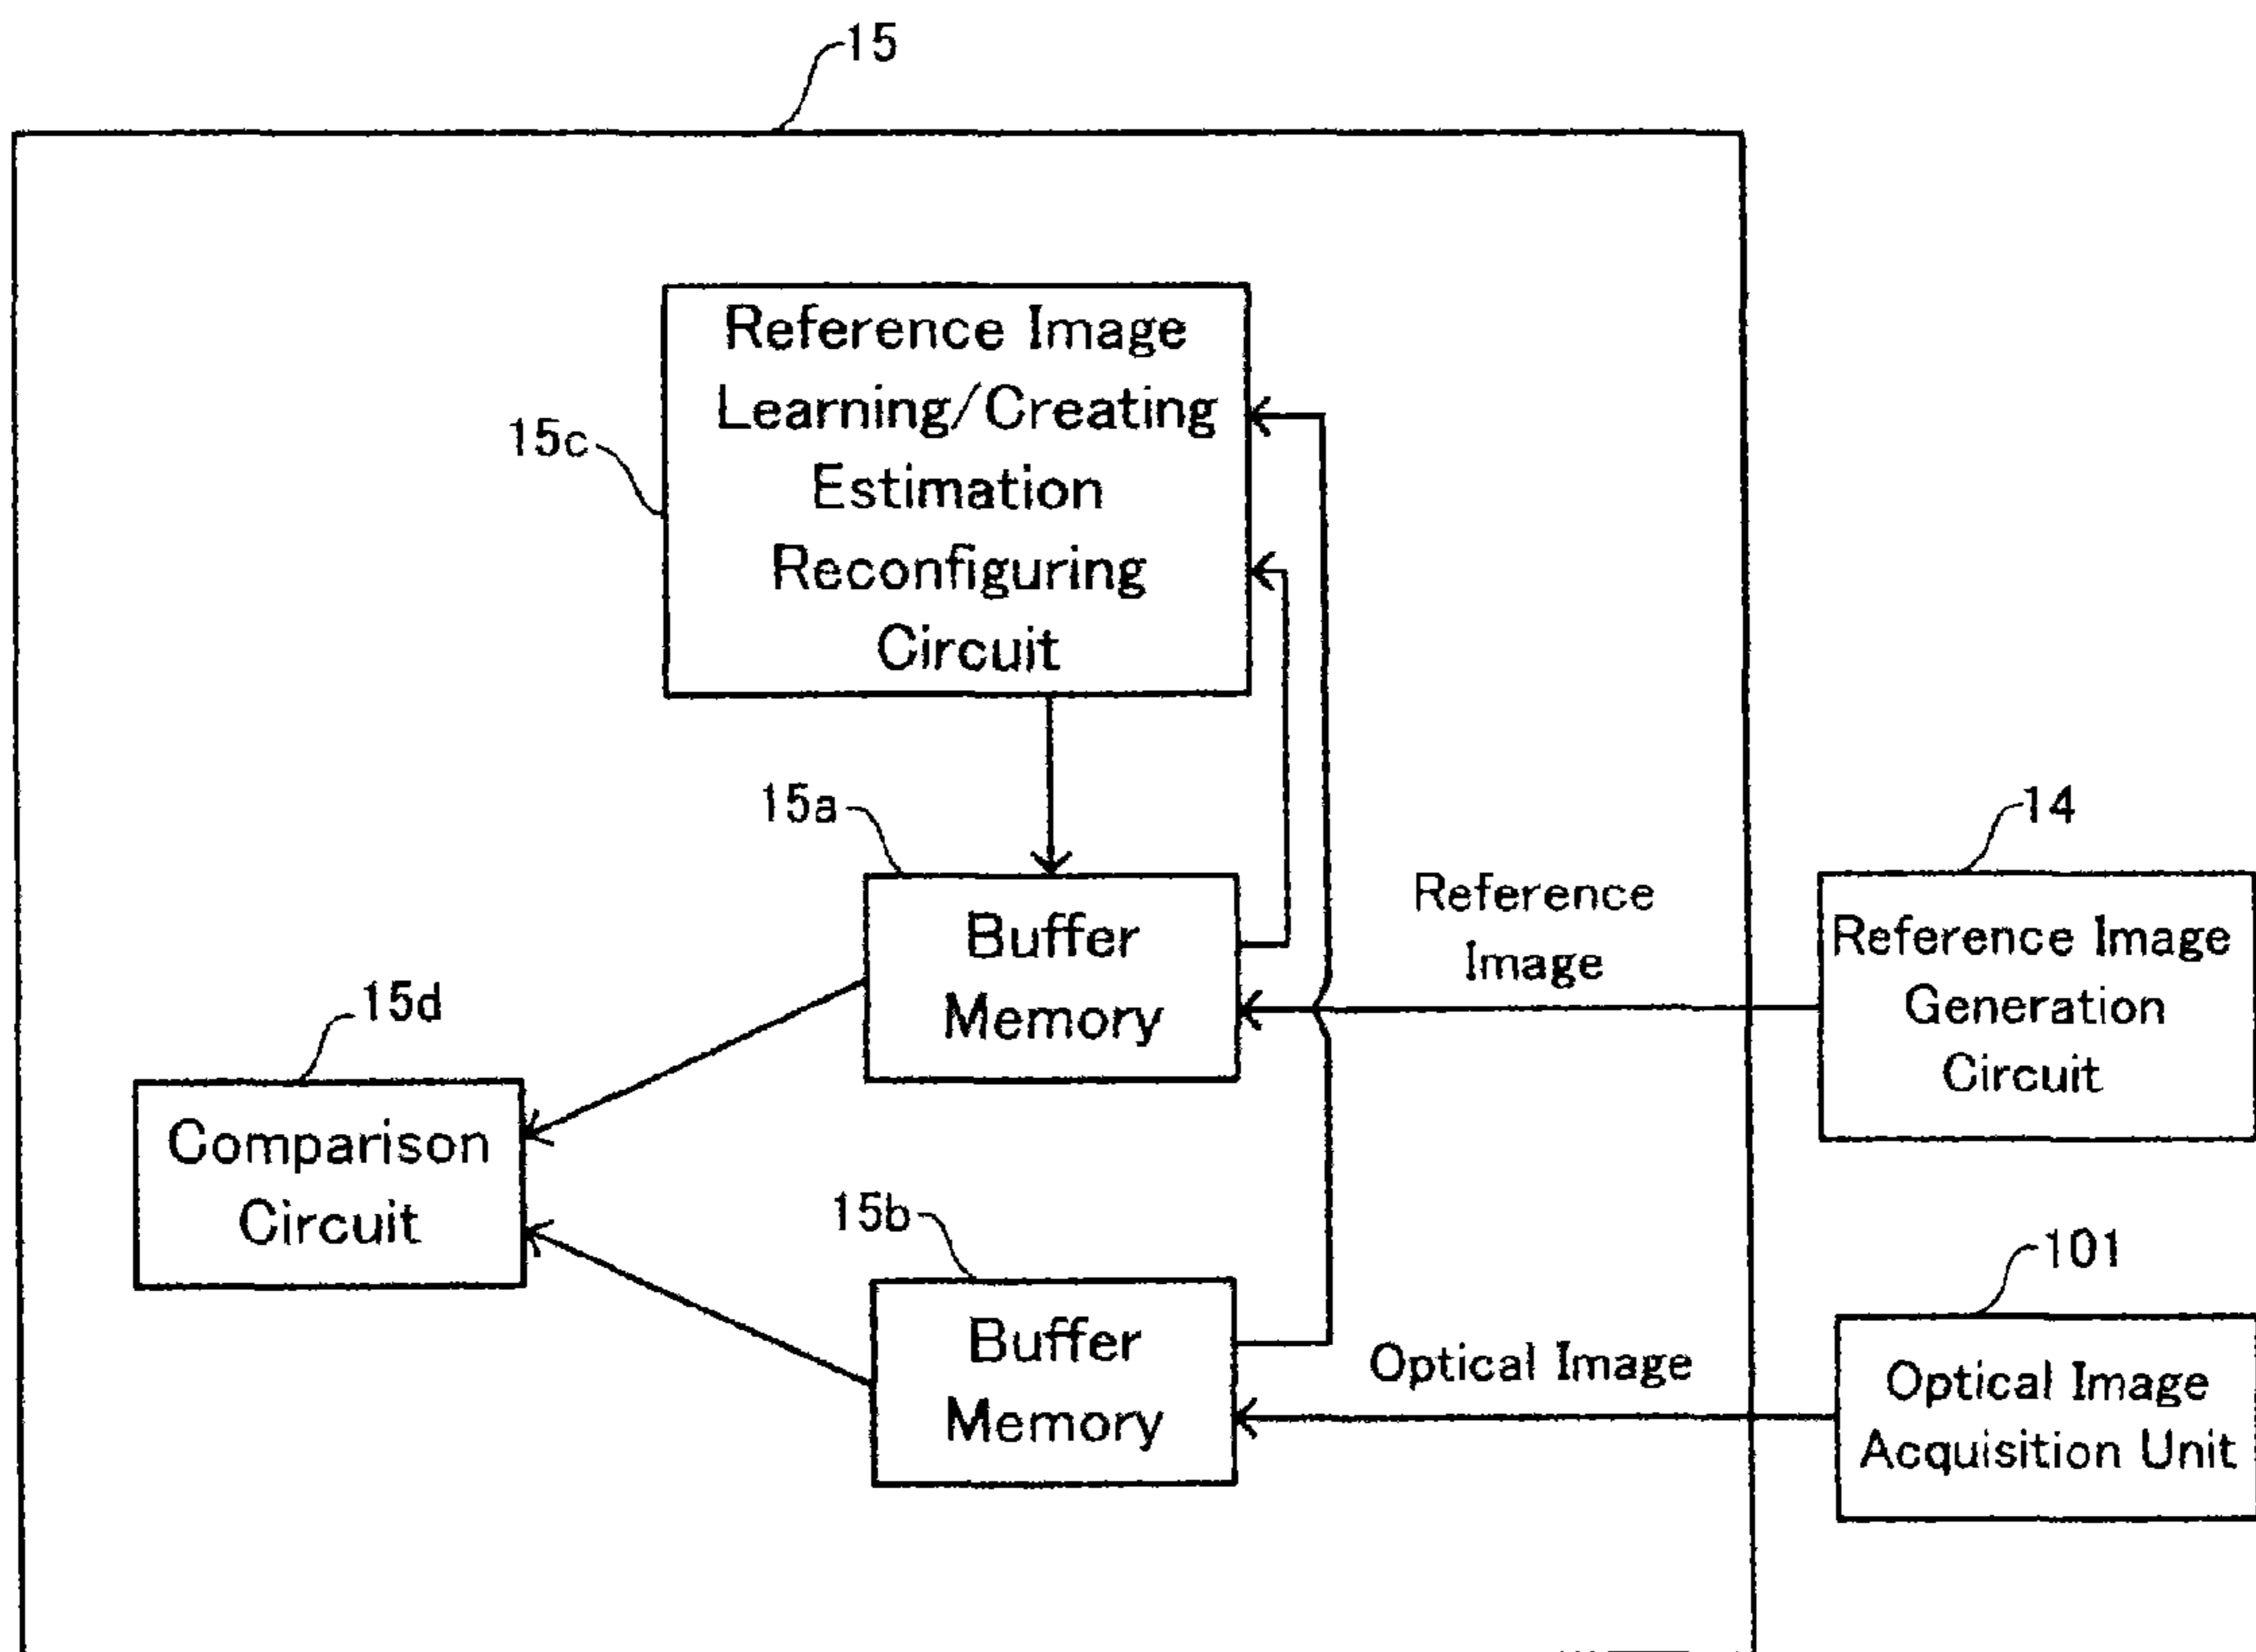 15
Reference Image
Learning/Creating
Estimation
Reconfiguring
Circuit
15c
15a
Buffer
Memory
Reference
Image
14
Reference Image
Generation
Circuit
15d
Comparison
Circuit
15b
Buffer
Memory
Optical Image
101
Optical Image
Acquisition Unit